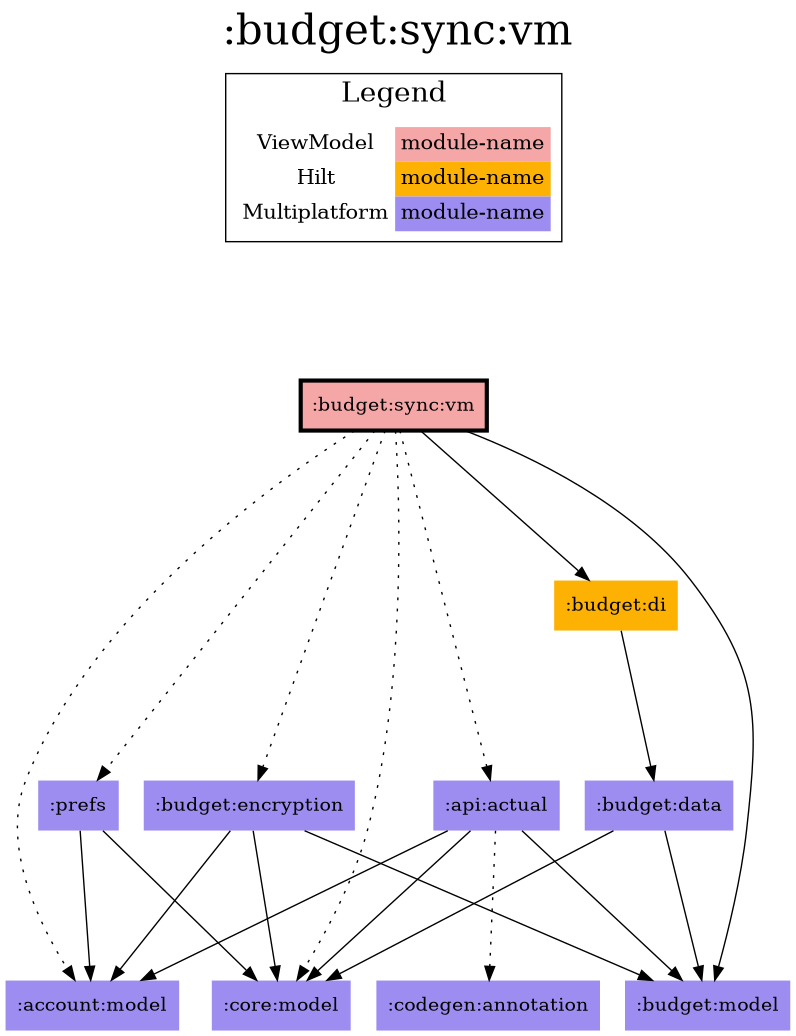 :budget:sync:vm
Legend
ViewModel module-name
Hilt module-name
Multiplatform module-name
:budget:sync:vm
:budget:di
:prefs :budget:encryption :api:actual :budget:data
:account:model :core:model :codegen:annotation :budget:model